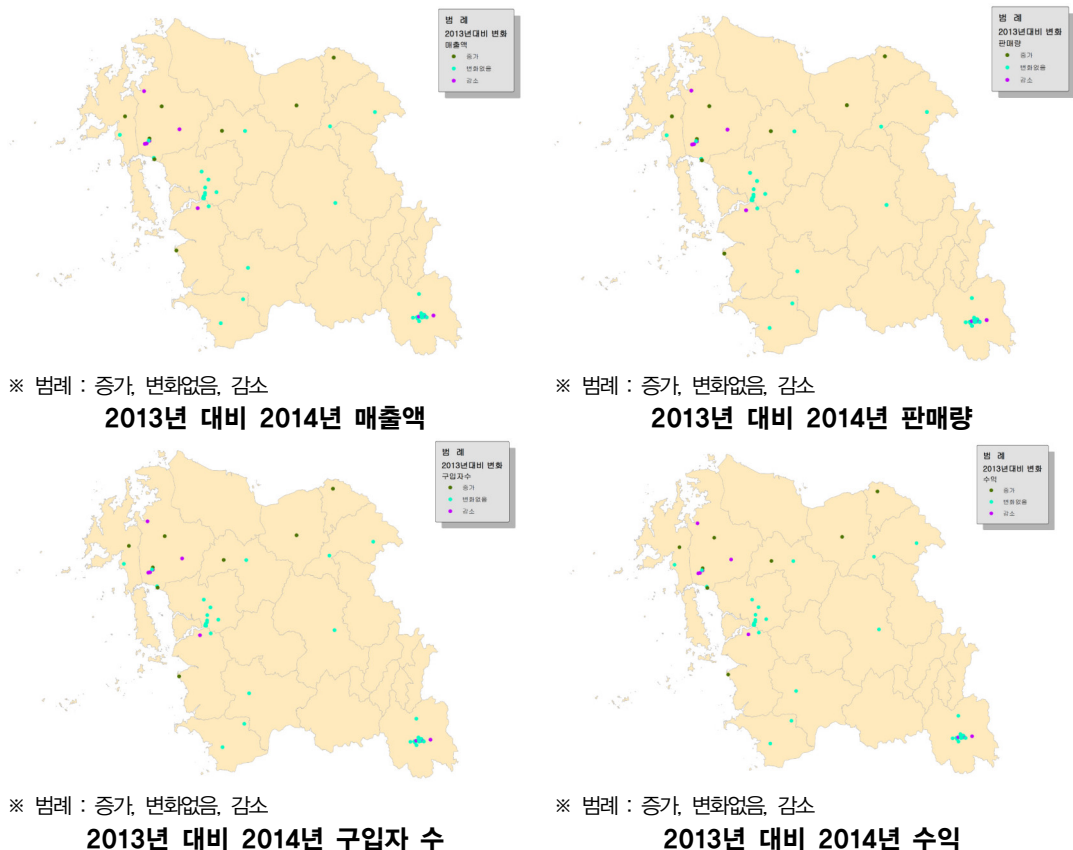 범 례
2013년대비 변화
매출액
증가
변화없음
감소
범 례
2013년대비 변화
판매량
증가
변화없음
감소
※ 범례 : 증가, 변화없음, 감소
※ 범례 : 증가, 변화없음, 감소
2013년 대비 2014년 매출액
2013년 대비 2014년 판매량
범 례
2013년대비 변화
구입자수
증가
변화없음
감소
범 례
2013년대비 변화
수익
증가
변화없음
감소
※ 범례 : 증가, 변화없음, 감소
※ 범례 : 증가, 변화없음, 감소
2013년 대비 2014년 구입자 수
2013년 대비 2014년 수익